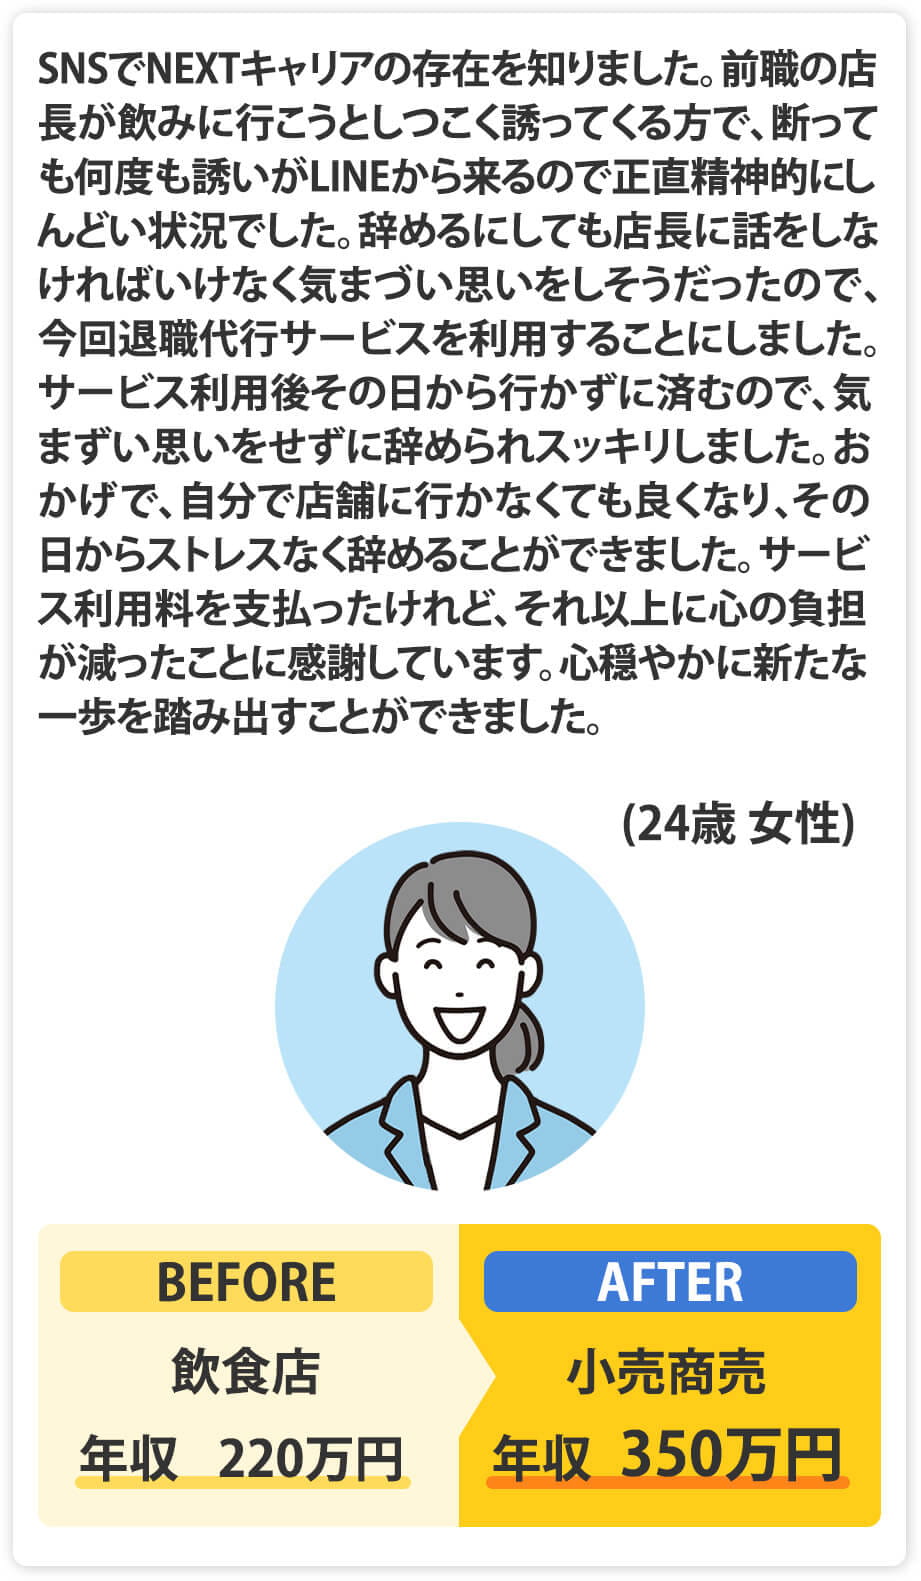 SNSでNEXTキャリアの存在を知りました。前職の店
長が飲みに行こうとしつこく誘ってくる方で、断って
も何度も誘いがLINEから来るので正直精神的にし
んどい状況でした。辞めるにしても店長に話をしな
ければいけなく気まづい思いをしそうだったので、
今回退職代行サービスを利用することにしました。
サービス利用後その日から行かずに済むので、気
まずい思いをせずに辞められスッキリしました。お
かげで、自分で店舗に行かなくても良くなり、その
日からストレスなく辞めることができました。サービ
ス利用料を支払ったけれど、それ以上に心の負担
が減ったことに感謝しています。心穏やかに新たな
一歩を踏み出すことができました。
(24歳 女性)
BEFORE
飲食店
年収 220万円
AFTER
小売商売
年収 350万円